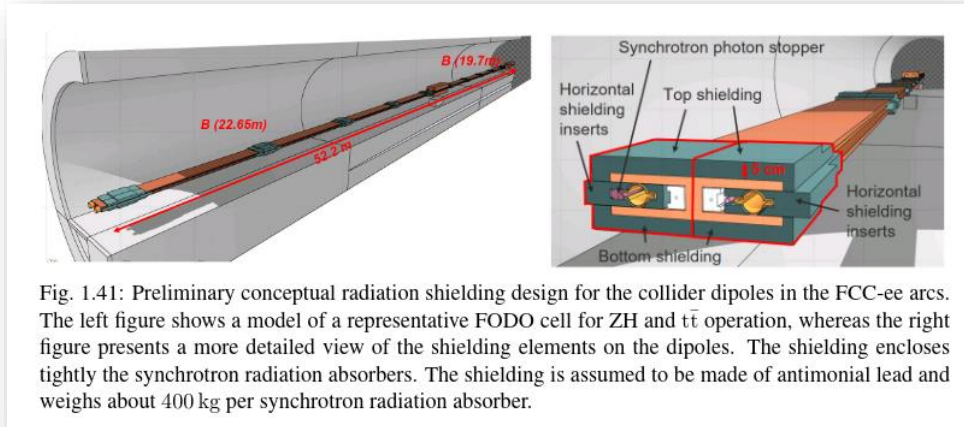 B (19.7m)
B (22.65m)
52.2 m
Synchrotron photon stopper
Horizontal
shielding
inserts
Top shielding
5 cm
Horizontal
shielding
inserts
Bottom shielding
Fig. 1.41: Preliminary conceptual radiation shielding design for the collider dipoles in the FCC-ee arcs.
The left figure shows a model of a representative FODO cell for ZH and tt̄ operation, whereas the right
figure presents a more detailed view of the shielding elements on the dipoles. The shielding encloses
tightly the synchrotron radiation absorbers. The shielding is assumed to be made of antimonial lead and
weighs about 400 kg per synchrotron radiation absorber.